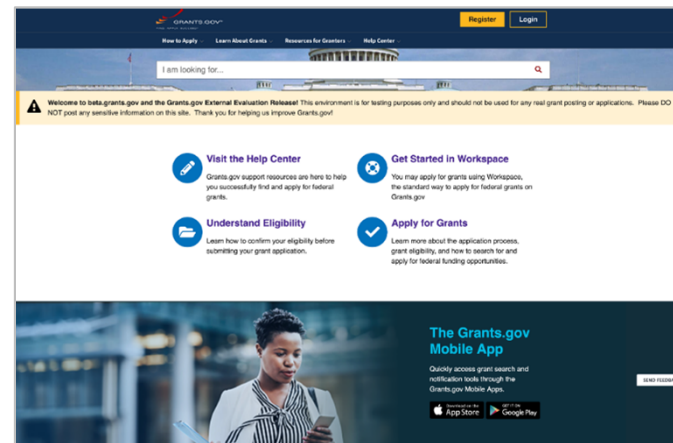 GRANTS.GOV
Register Login
How to Apply Learn About Grants Resources for Grantors Help Center
I am looking for...
Welcome to beta.grants.gov and the Grants.gov External Evaluation Release! This environment is for testing purposes only and should not be used for any real grant posting or applications. Please DO
NOT post any sensitive information on this site. Thank you for helping us improve Grants.gov!
Visit the Help Center
Grants.gov support resources are here to help
you successfully find and apply for federal
grants.
Get Started in Workspace
You may apply for grants using Workspace,
the standard way to apply for federal grants on
Grants.gov
Understand Eligibility
Learn how to confirm your eligibility before
submitting your grant application.
Apply for Grants
Learn more about the application process,
grant eligibility, and how to search for and
apply for federal funding opportunities.
The Grants.gov
Mobile App
Quickly access grant search and
notification tools through the
Grants.gov Mobile Apps.
Download on the
App Store
GET IT ON
Google Play
SEND FEEDBA